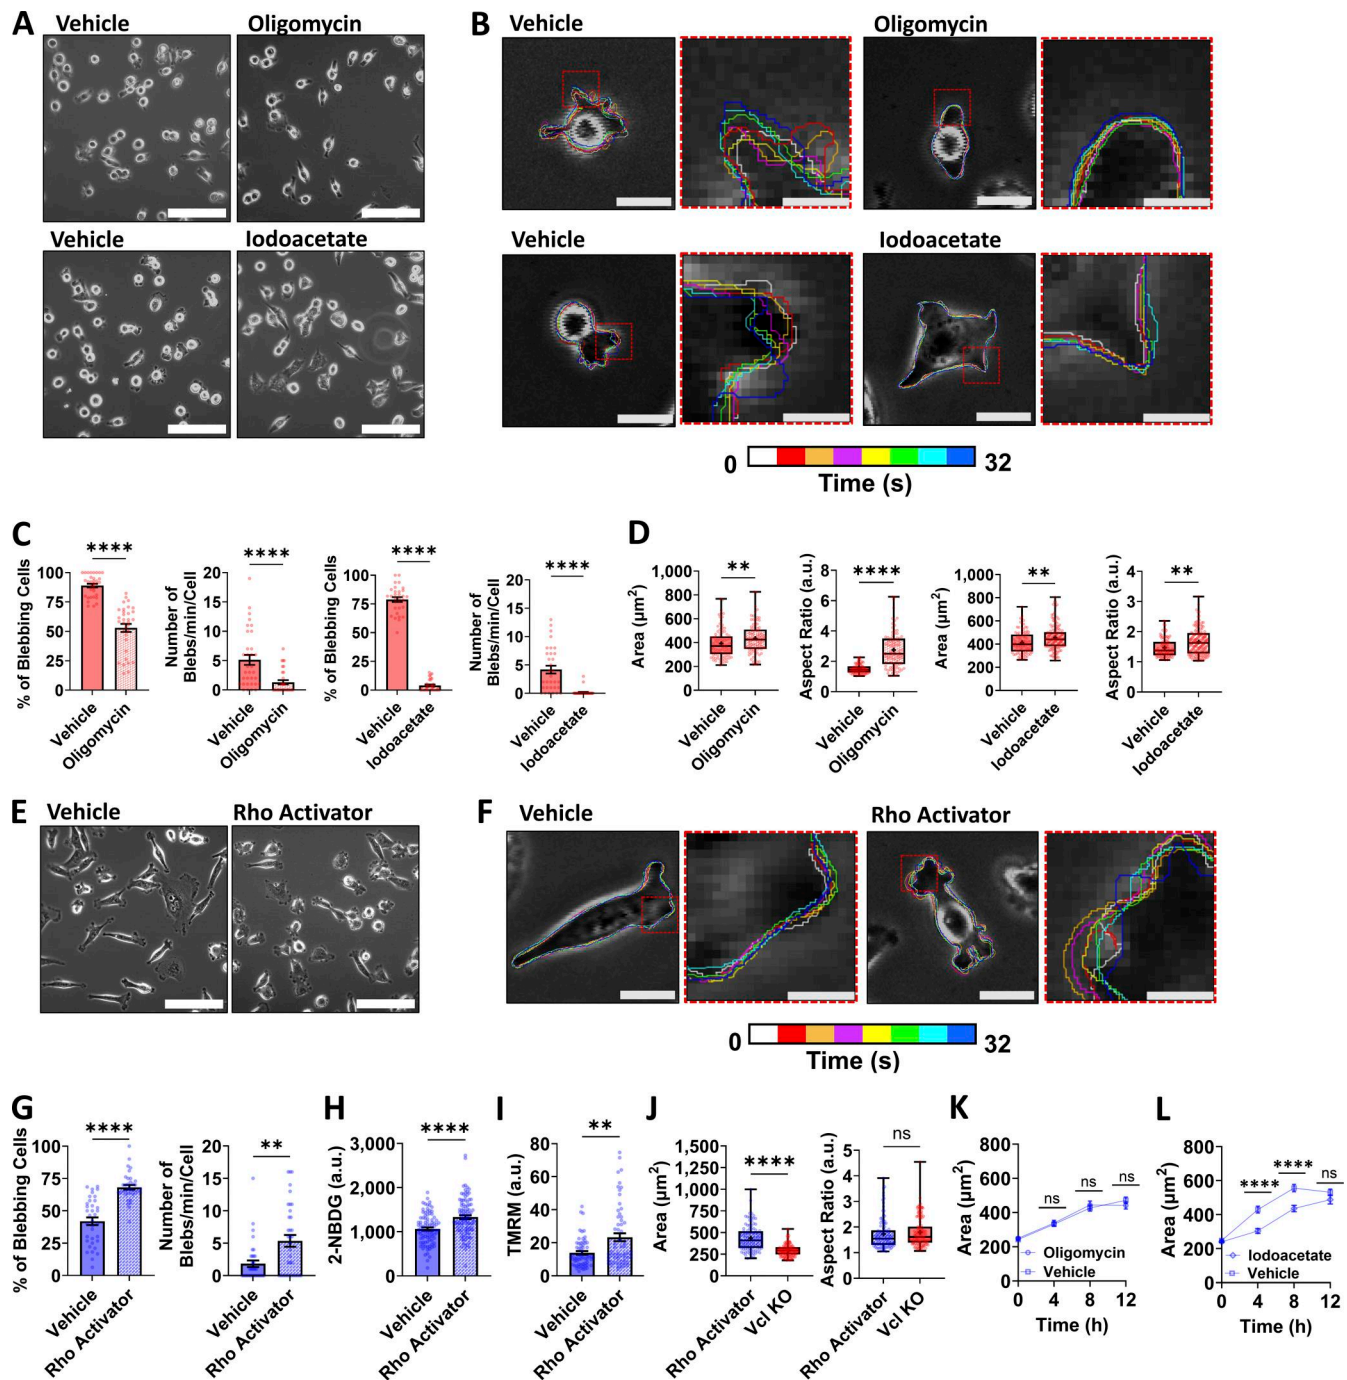 A
Vehicle
Oligomycin
Vehicle
Iodoacetate
B
Vehicle
Oligomycin
Vehicle
Iodoacetate
0
32
Time (s)
C
% of Blebbing Cells
100
75
50
25
0
****
Vehicle
Oligomycin
Number of
Blebs/min/Cell
20
15
10
5
0
****
Vehicle
Oligomycin
% of Blebbing Cells
100
75
50
25
0
****
Vehicle
Iodoacetate
Number of
Blebs/min/Cell
20
15
10
5
0
****
Vehicle
Iodoacetate
D
Area (µm²)
1,000
800
600
400
200
0
**
Vehicle
Oligomycin
Aspect Ratio (a.u.)
8
6
4
2
0
****
Vehicle
Oligomycin
Area (µm²)
1,000
800
600
400
200
0
**
Vehicle
Iodoacetate
Aspect Ratio (a.u.)
4
3
2
1
0
**
Vehicle
Iodoacetate
E
Vehicle
Rho Activator
F
Vehicle
Rho Activator
0
32
Time (s)
G
% of Blebbing Cells
100
75
50
25
0
****
Vehicle
Rho Activator
Number of
Blebs/min/Cell
20
15
10
5
0
**
Vehicle
Rho Activator
H
2-NBDG (a.u.)
3,000
2,000
1,000
0
****
Vehicle
Rho Activator
I
TMRM (a.u.)
80
60
40
20
0
**
Vehicle
Rho Activator
J
Area (µm²)
1,500
1,250
1,000
750
500
250
0
****
Rho Activator
Vcl KO
Aspect Ratio (a.u.)
5
4
3
2
1
0
ns
Rho Activator
Vcl KO
K
Area (µm²)
800
600
400
200
0
ns
ns
ns
Oligomycin
Vehicle
0
4
8
12
Time (h)
L
Area (µm²)
800
600
400
200
0
****
****
ns
Iodoacetate
Vehicle
0
4
8
12
Time (h)